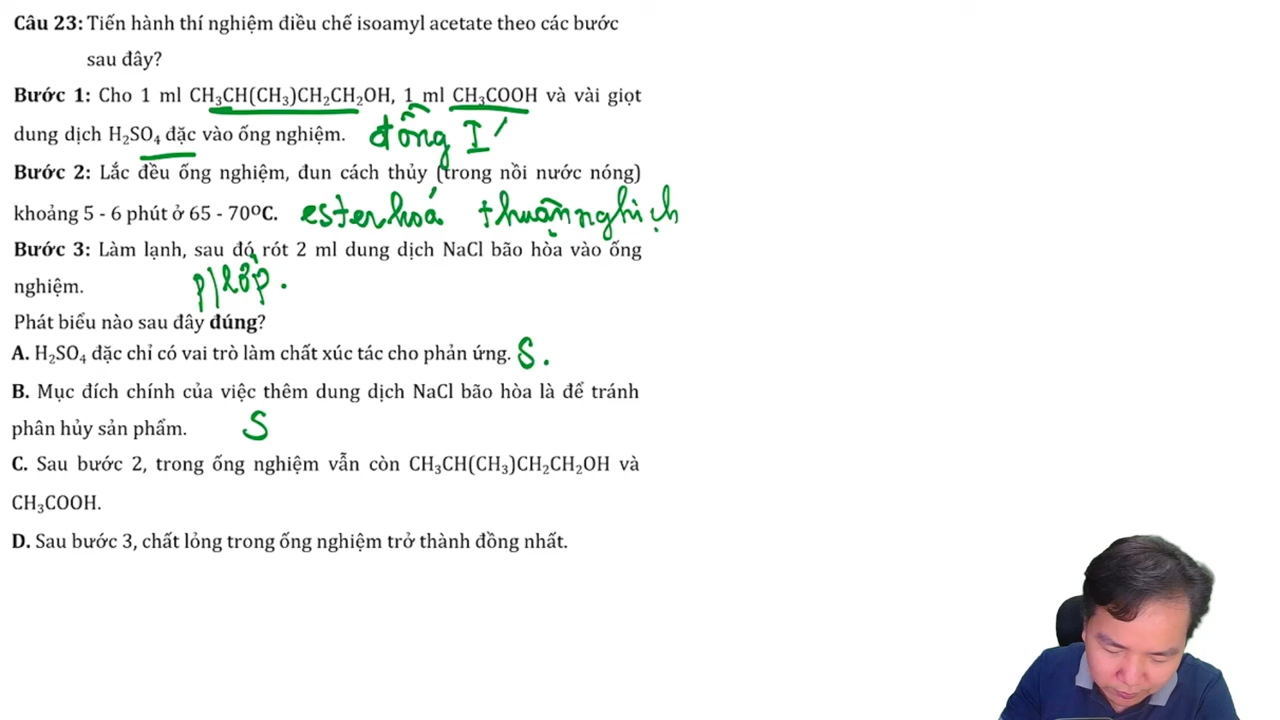 Câu 23: Tiến hành thí nghiệm điều chế isoamyl acetate theo các bước
sau đây?
Bước 1: Cho 1 ml CH₃CH(CH₃)CH₂CH₂OH, 1 ml CH₃COOH và vài giọt
dung dịch H₂SO₄ đặc vào ống nghiệm. đồng I'
Bước 2: Lắc đều ống nghiệm, đun cách thủy (trong nồi nước nóng)
khoảng 5 - 6 phút ở 65 - 70ºC. ester hoá thuận nghịch
Bước 3: Làm lạnh, sau đó rót 2 ml dung dịch NaCl bão hòa vào ống
nghiệm. p/lớp.
Phát biểu nào sau đây đúng?
A. H₂SO₄ đặc chỉ có vai trò làm chất xúc tác cho phản ứng. S.
B. Mục đích chính của việc thêm dung dịch NaCl bão hòa là để tránh
phân hủy sản phẩm. S
C. Sau bước 2, trong ống nghiệm vẫn còn CH₃CH(CH₃)CH₂CH₂OH và
CH₃COOH.
D. Sau bước 3, chất lỏng trong ống nghiệm trở thành đồng nhất.